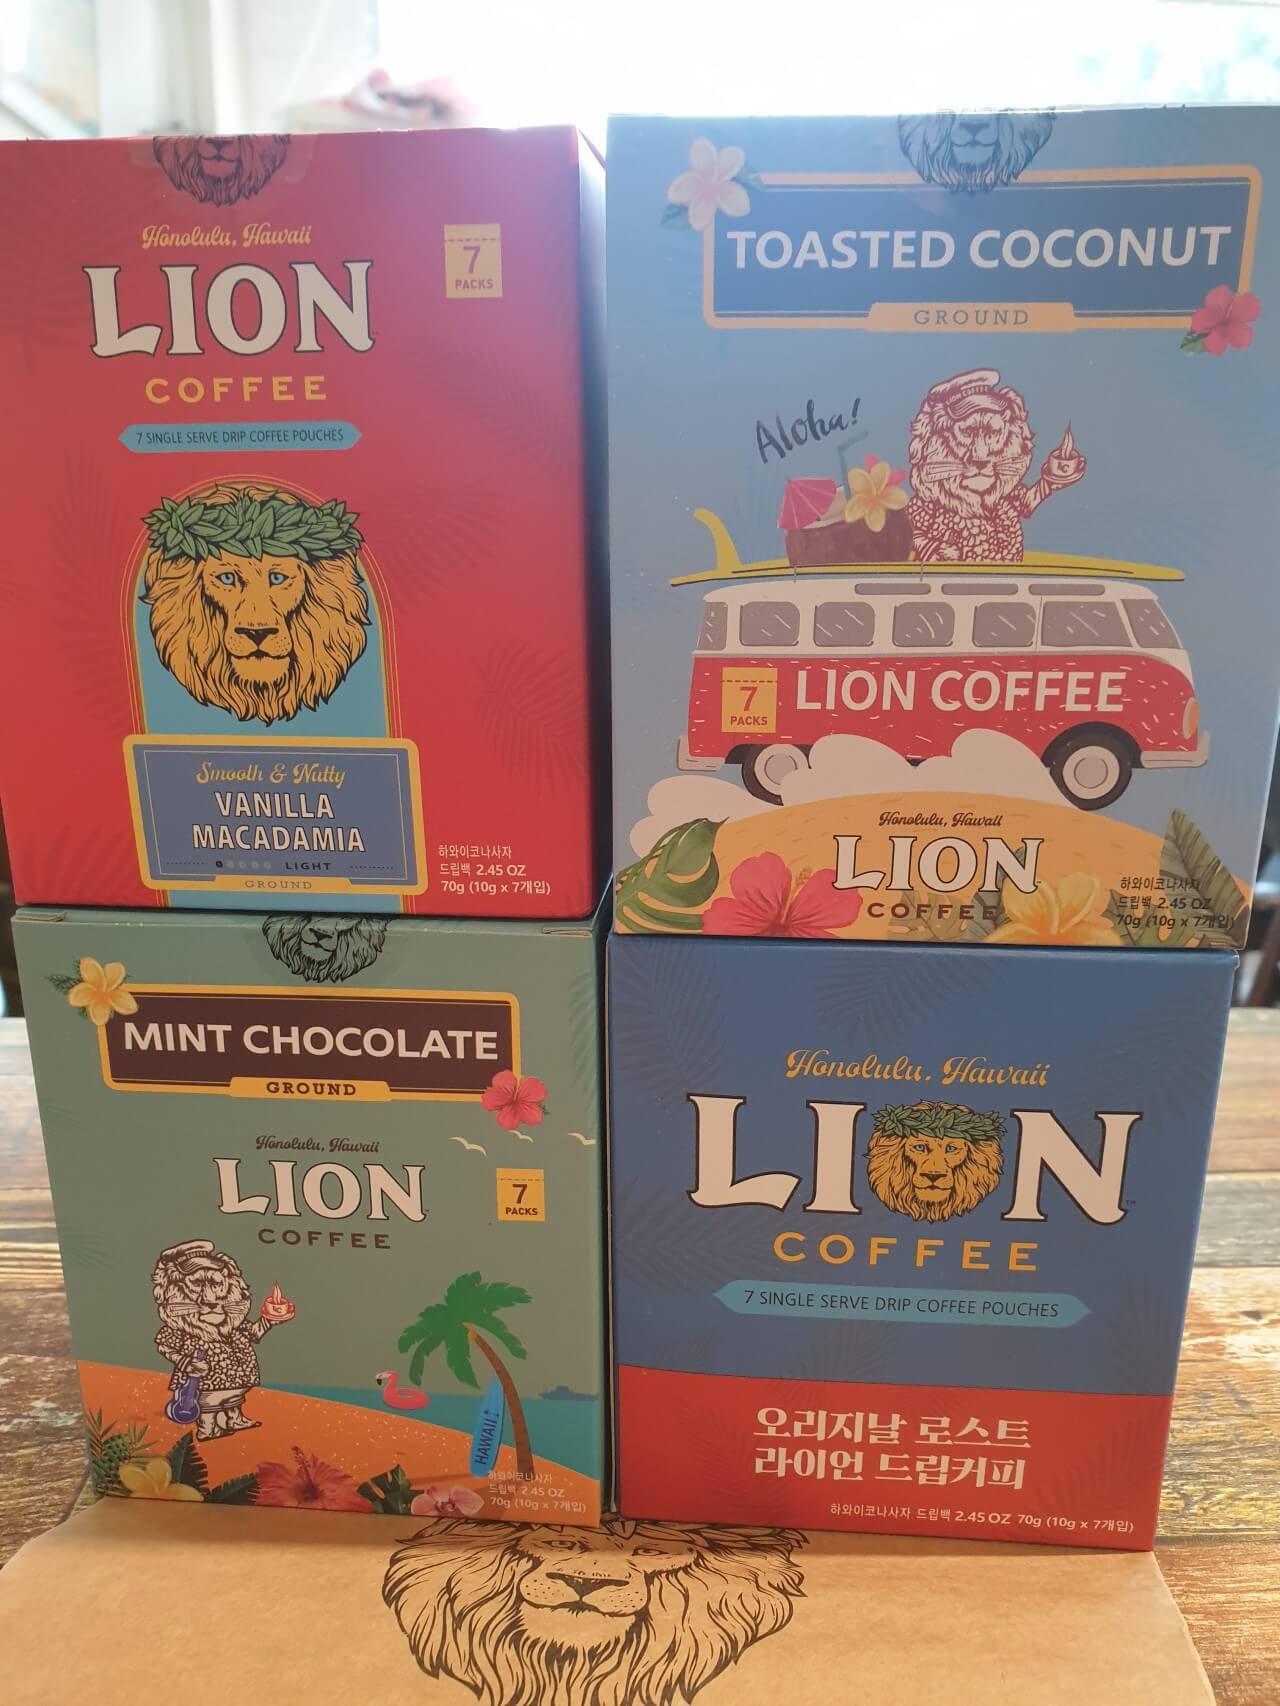 Honolulu, Hawaii
LION
COFFEE
7 SINGLE SERVE DRIP COFFEE POUCHES
7
PACKS
Smooth & Nutty
VANILLA
MACADAMIA
LIGHT
GROUND
하와이코나사자
드립백 2.45 OZ
70g (10g x 7개입)
TOASTED COCONUT
GROUND
Aloha!
LION COFFEE
LC
7
PACKS
LION COFFEE
Honolulu, Hawaii
LION
COFFEE
하와이코나사자
드립백 2.45 OZ
70g (10g x 7개입)
MINT CHOCOLATE
GROUND
Honolulu, Hawaii
LION
COFFEE
7
PACKS
LC
HAWAII
하와이코나사자
드립백 2.45 OZ
70g (10g x 7개입)
Honolulu. Hawaii
LION
COFFEE
7 SINGLE SERVE DRIP COFFEE POUCHES
오리지날 로스트
라이언 드립커피
하와이코나사자 드립백 2.45 OZ 70g (10g x 7개입)